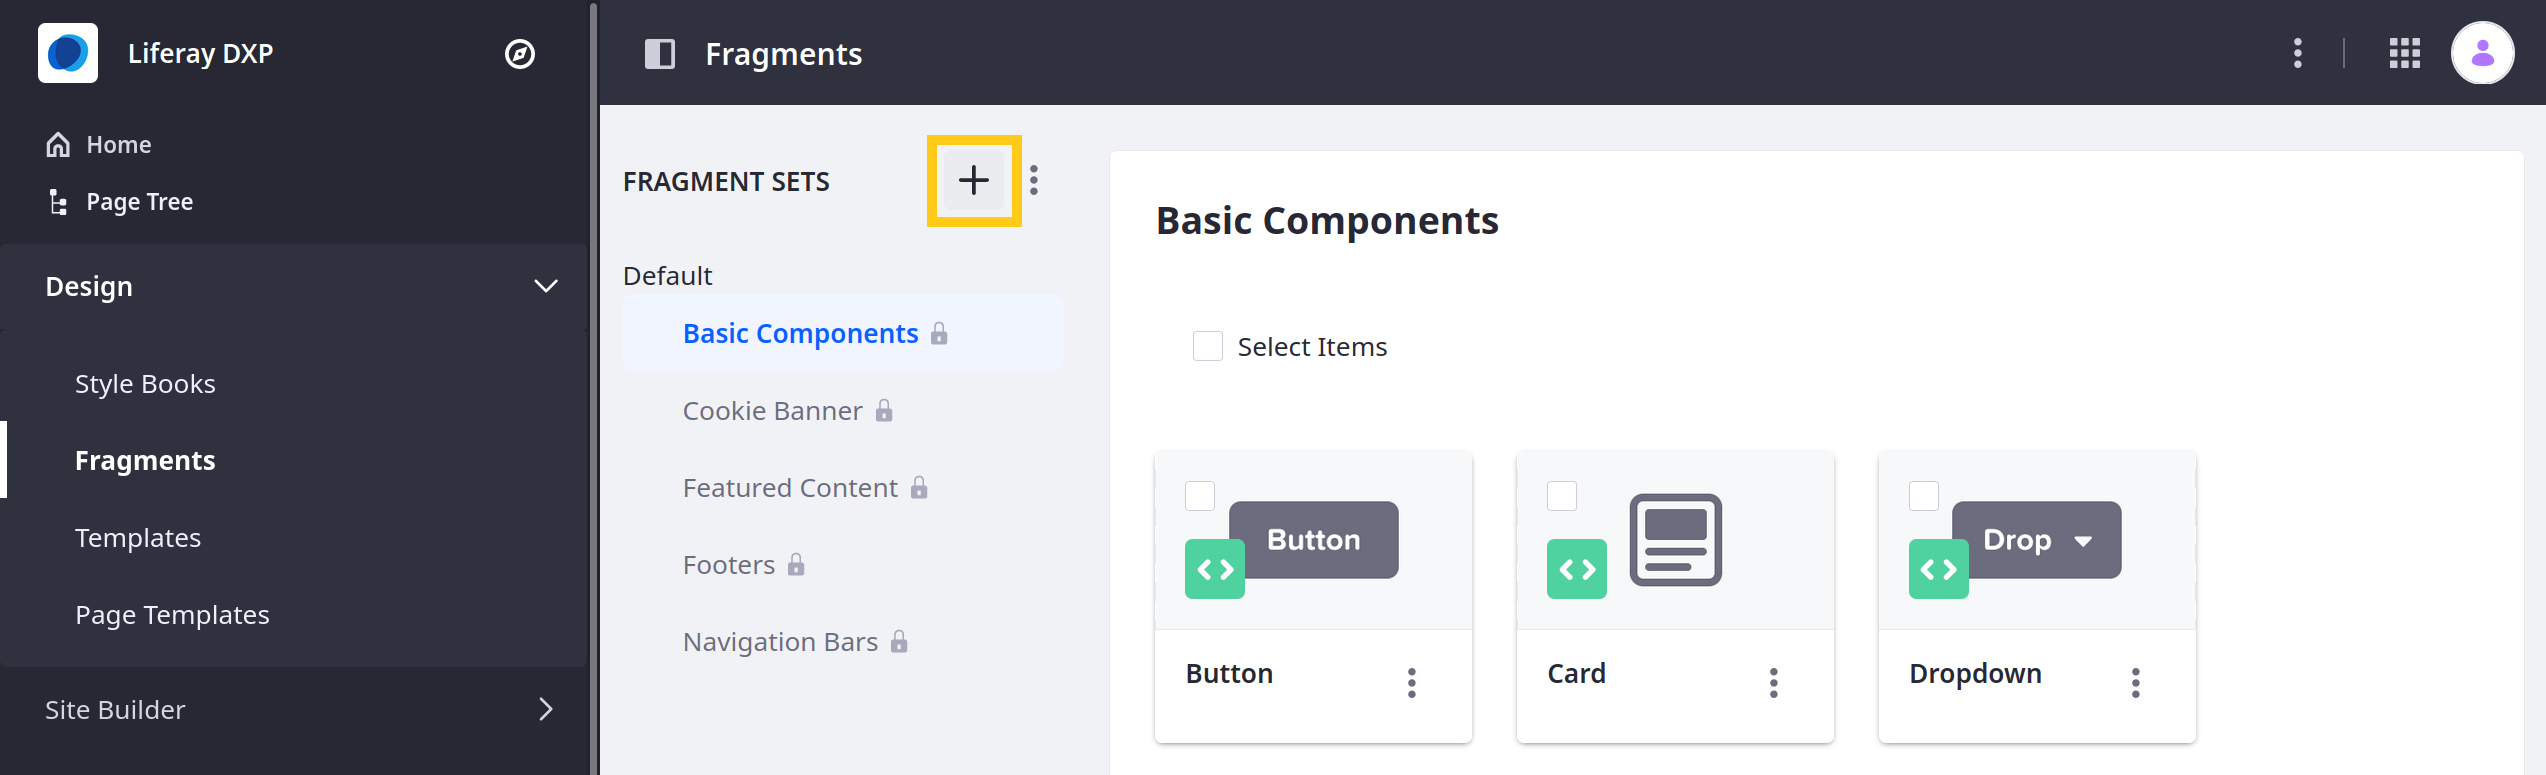 Liferay DXP
Home
Page Tree
Design
Style Books
Fragments
Templates
Page Templates
Site Builder
Fragments
FRAGMENT SETS
Default
Basic Components
Cookie Banner
Featured Content
Footers
Navigation Bars
Basic Components
Select Items
Button
Button
Card
Drop
Dropdown